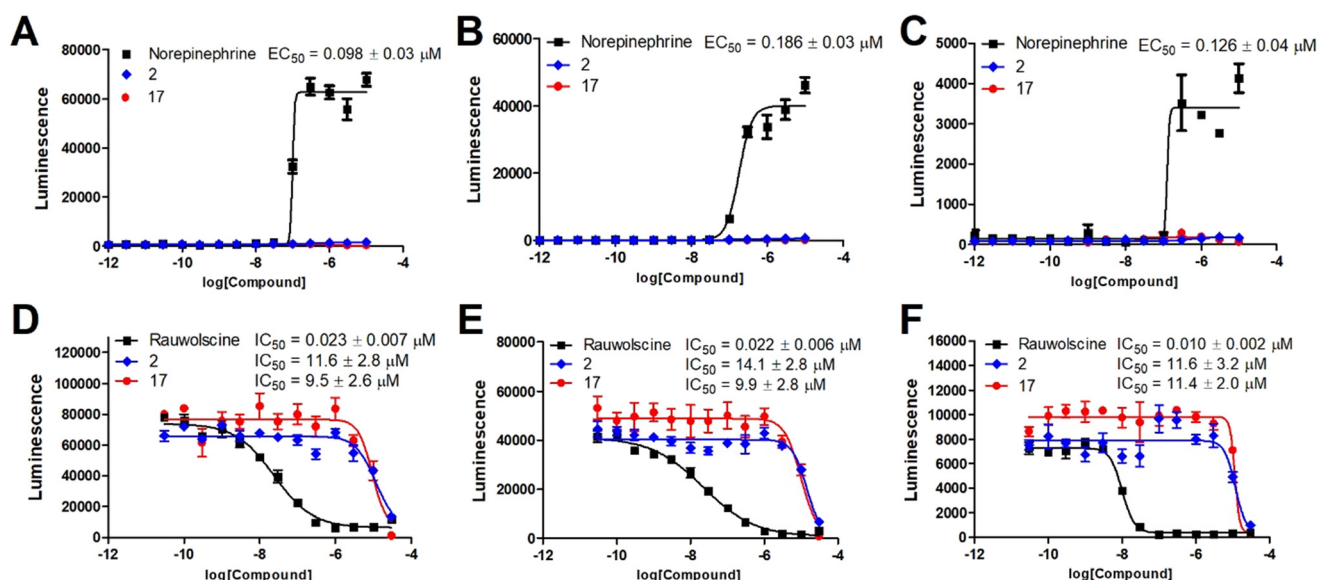 A
Norepinephrine EC50 = 0.098 ± 0.03 μM
2
17
80000
60000
40000
20000
0
Luminescence
-12 -10 -8 -6 -4
log[Compound]
B
Norepinephrine EC50 = 0.186 ± 0.03 μM
2
17
60000
40000
20000
0
Luminescence
-12 -10 -8 -6 -4
log[Compound]
C
Norepinephrine EC50 = 0.126 ± 0.04 μM
2
17
5000
4000
3000
2000
1000
0
Luminescence
-12 -10 -8 -6 -4
log[Compound]
D
Rauwolscine IC50 = 0.023 ± 0.007 μM
2 IC50 = 11.6 ± 2.8 μM
17 IC50 = 9.5 ± 2.6 μM
120000
100000
80000
60000
40000
20000
0
Luminescence
-12 -10 -8 -6 -4
log[Compound]
E
Rauwolscine IC50 = 0.022 ± 0.006 μM
2 IC50 = 14.1 ± 2.8 μM
17 IC50 = 9.9 ± 2.8 μM
80000
60000
40000
20000
0
Luminescence
-12 -10 -8 -6 -4
log[Compound]
F
Rauwolscine IC50 = 0.010 ± 0.002 μM
2 IC50 = 11.6 ± 3.2 μM
17 IC50 = 11.4 ± 2.0 μM
16000
14000
12000
10000
8000
6000
4000
2000
0
Luminescence
-12 -10 -8 -6 -4
log[Compound]